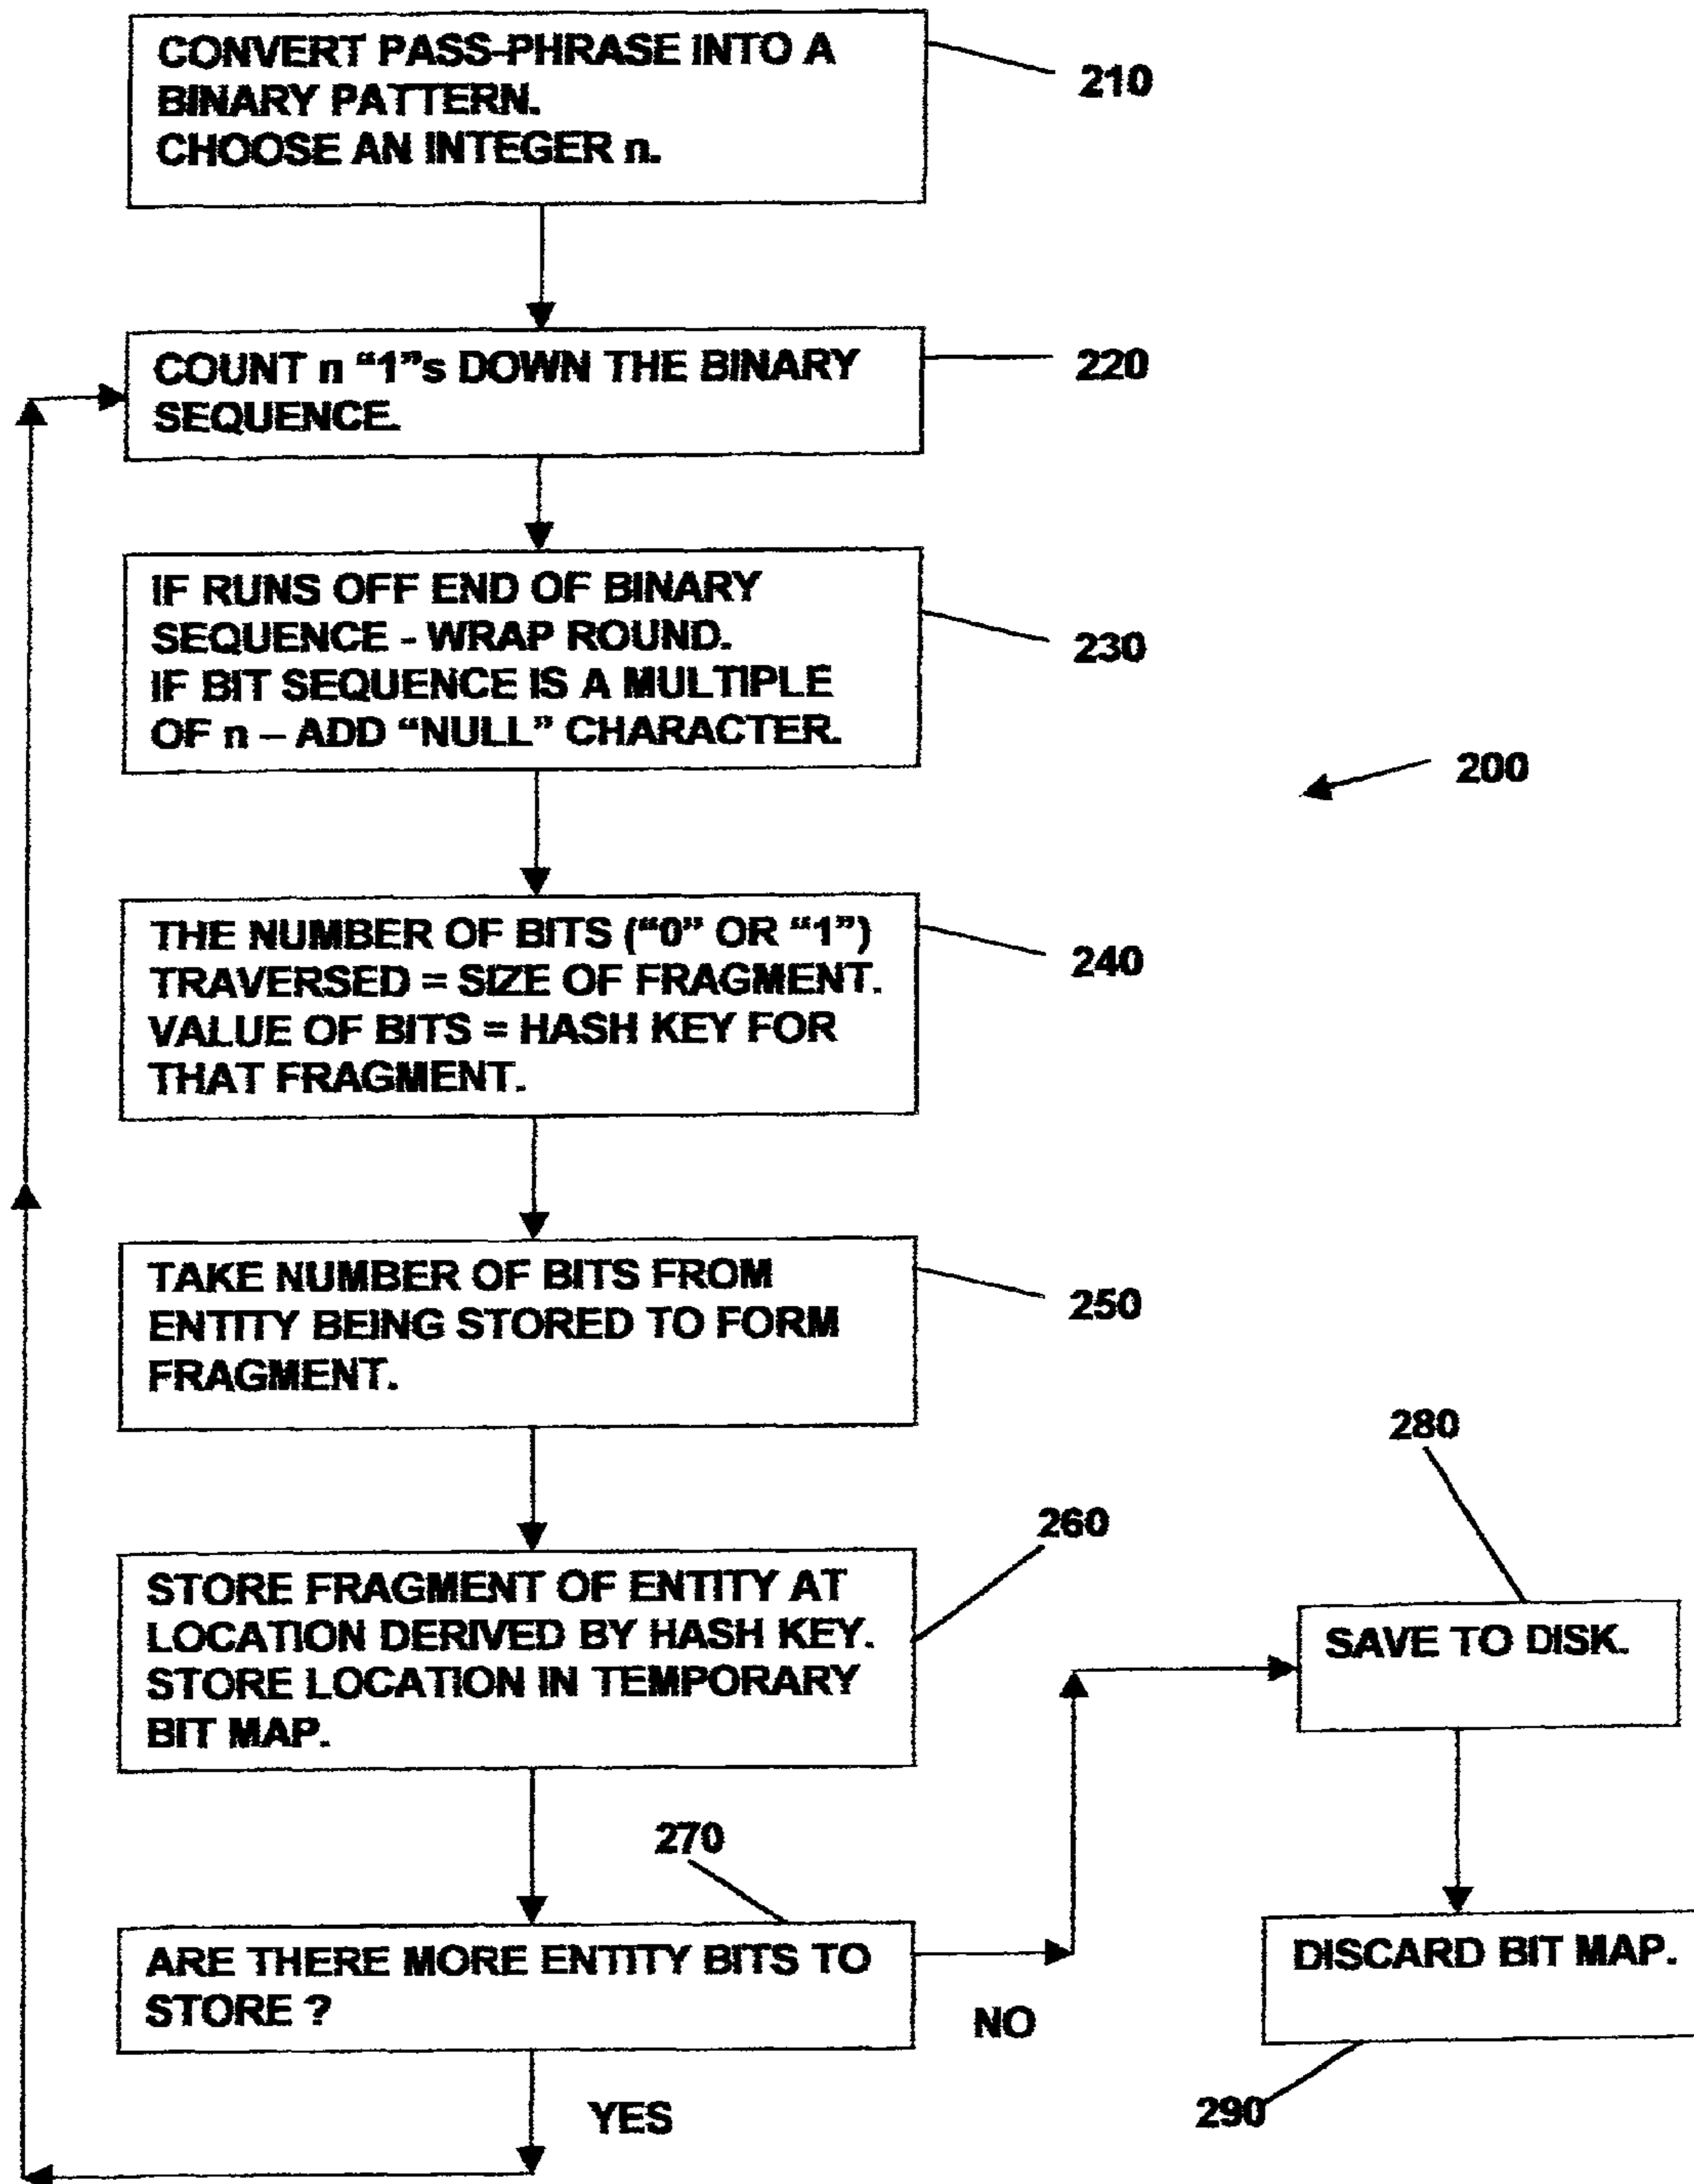 CONVERT PASS-PHRASE INTO A
BINARY PATTERN.
CHOOSE AN INTEGER n.
210
COUNT n “1”s DOWN THE BINARY
SEQUENCE.
220
IF RUNS OFF END OF BINARY
SEQUENCE - WRAP ROUND.
IF BIT SEQUENCE IS A MULTIPLE
OF n – ADD “NULL” CHARACTER.
230
200
THE NUMBER OF BITS (“0” OR “1”)
TRAVERSED = SIZE OF FRAGMENT.
VALUE OF BITS = HASH KEY FOR
THAT FRAGMENT.
240
TAKE NUMBER OF BITS FROM
ENTITY BEING STORED TO FORM
FRAGMENT.
250
STORE FRAGMENT OF ENTITY AT
LOCATION DERIVED BY HASH KEY.
STORE LOCATION IN TEMPORARY
BIT MAP.
260
280
SAVE TO DISK.
270
ARE THERE MORE ENTITY BITS TO
STORE ?
NO
YES
DISCARD BIT MAP.
290